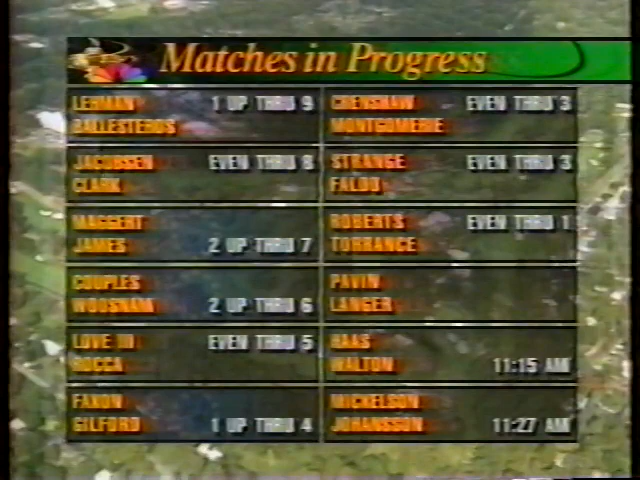 Matches in Progress
LEHMAN 1 UP THRU 9
BALLESTEROS
JACOBSEN EVEN THRU 8
CLARK
MAGGERT
JAMES 2 UP THRU 7
COUPLES
WOOSNAM 2 UP THRU 6
LOVE III EVEN THRU 5
ROCCA
FAXON
GILFORD 1 UP THRU 4
CRENSHAW EVEN THRU 3
MONTGOMERIE
STRANGE EVEN THRU 3
FALDO
ROBERTS EVEN THRU 1
TORRANCE
PAVIN
LANGER
HAAS
WALTON 11:15 AM
MICKELSON
JOHANSSON 11:27 AM